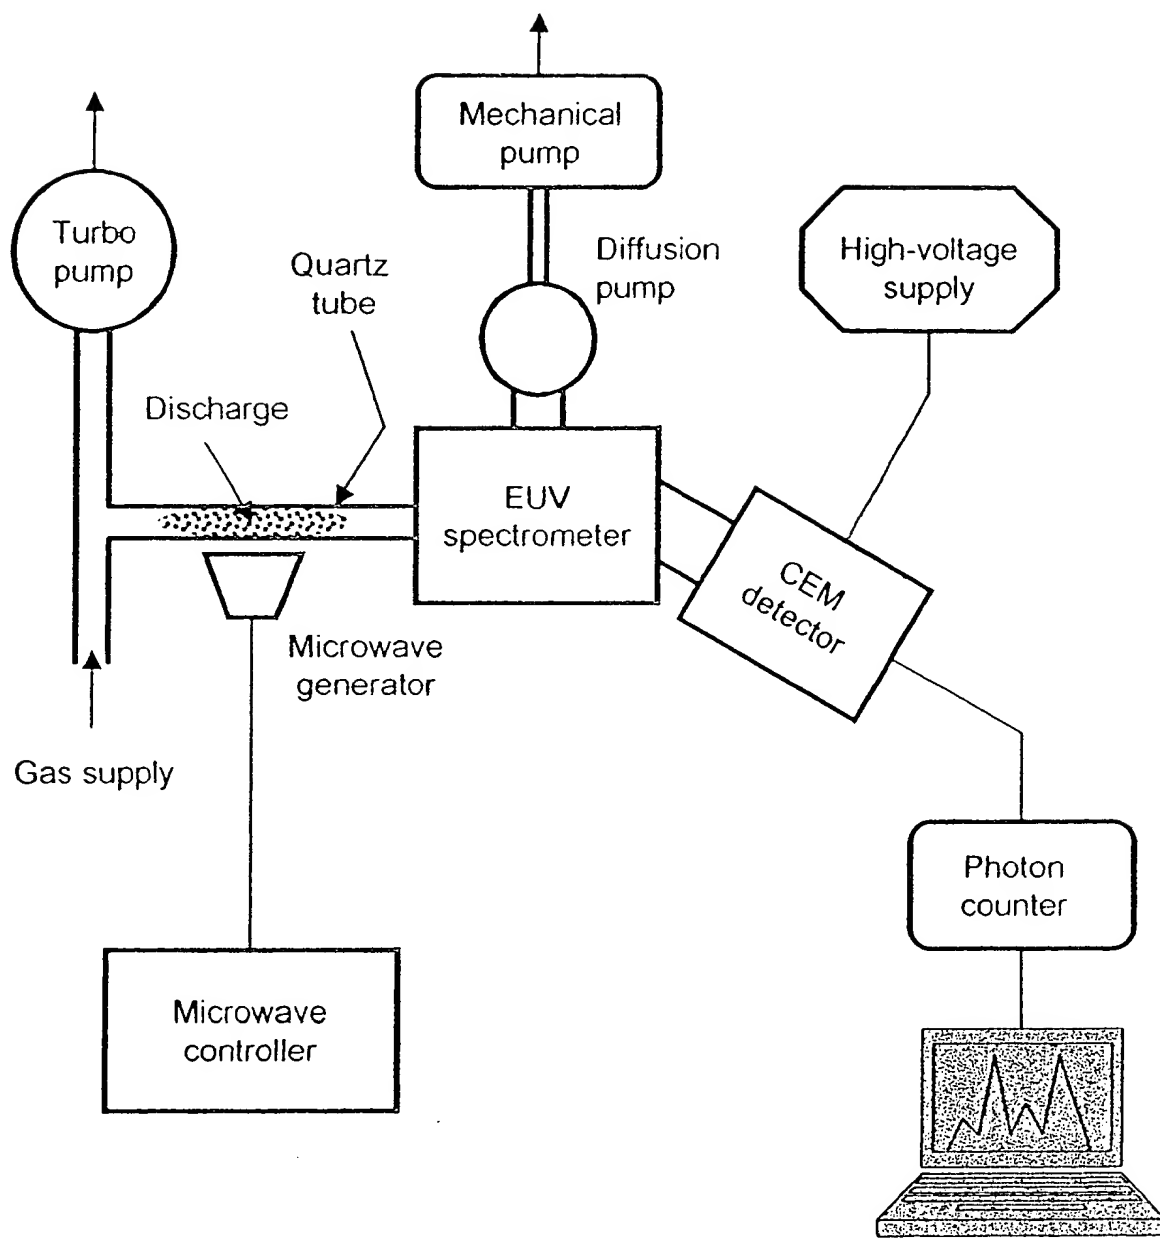 Mechanical
pump
Turbo
pump
Quartz
tube
Diffusion
pump
High-voltage
supply
Discharge
EUV
spectrometer
CEM
detector
Microwave
generator
Gas supply
Photon
counter
Microwave
controller